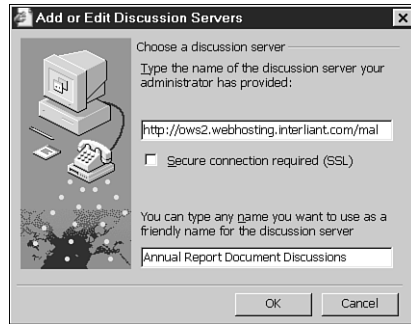 Add or Edit Discussion Servers
Choose a discussion server
Type the name of the discussion server your
administrator has provided:
http://ows2.webhosting.interliant.com/mal
Secure connection required (SSL)
You can type any name you want to use as a
friendly name for the discussion server
Annual Report Document Discussions
OK
Cancel